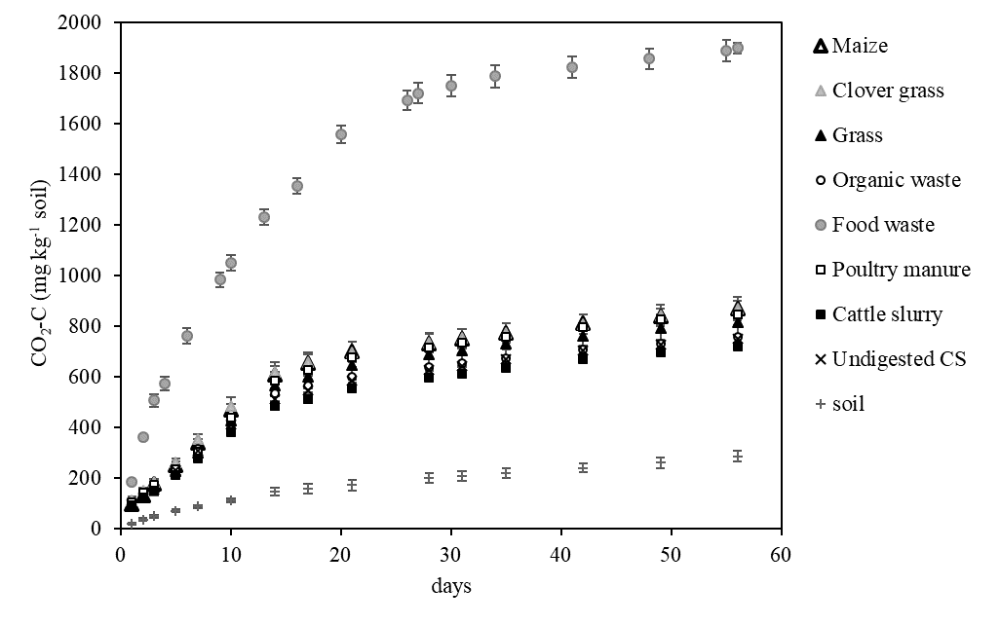 2000
1800
1600
1400
1200
1000
800
600
400
200
0
CO₂-C (mg kg⁻¹ soil)
0 10 20 30 40 50 60
days
Maize
Clover grass
Grass
Organic waste
Food waste
Poultry manure
Cattle slurry
Undigested CS
soil